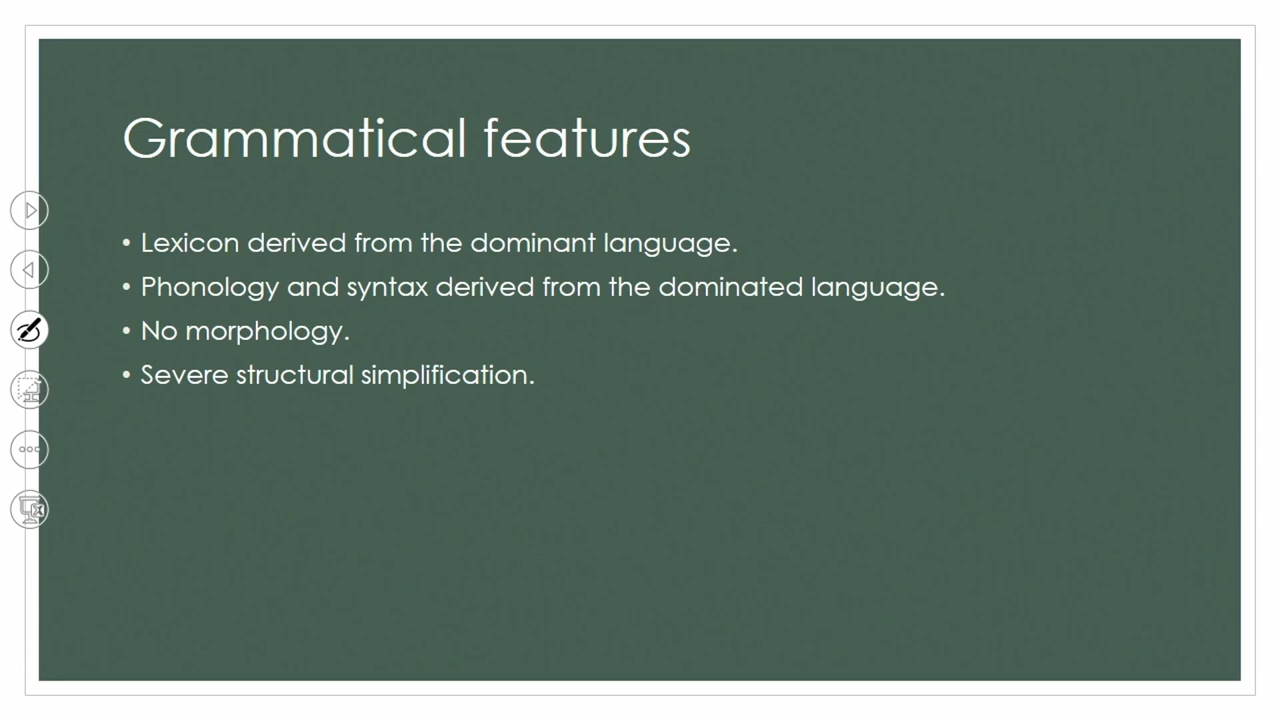 Grammatical features
• Lexicon derived from the dominant language.
• Phonology and syntax derived from the dominated language.
• No morphology.
• Severe structural simplification.